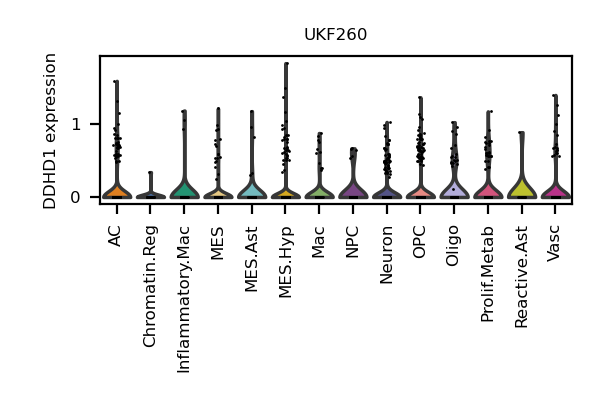 UKF260
DDHD1 expression
1
0
AC
Chromatin.Reg
Inflammatory.Mac
MES
MES.Ast
MES.Hyp
Mac
NPC
Neuron
OPC
Oligo
Prolif.Metab
Reactive.Ast
Vasc